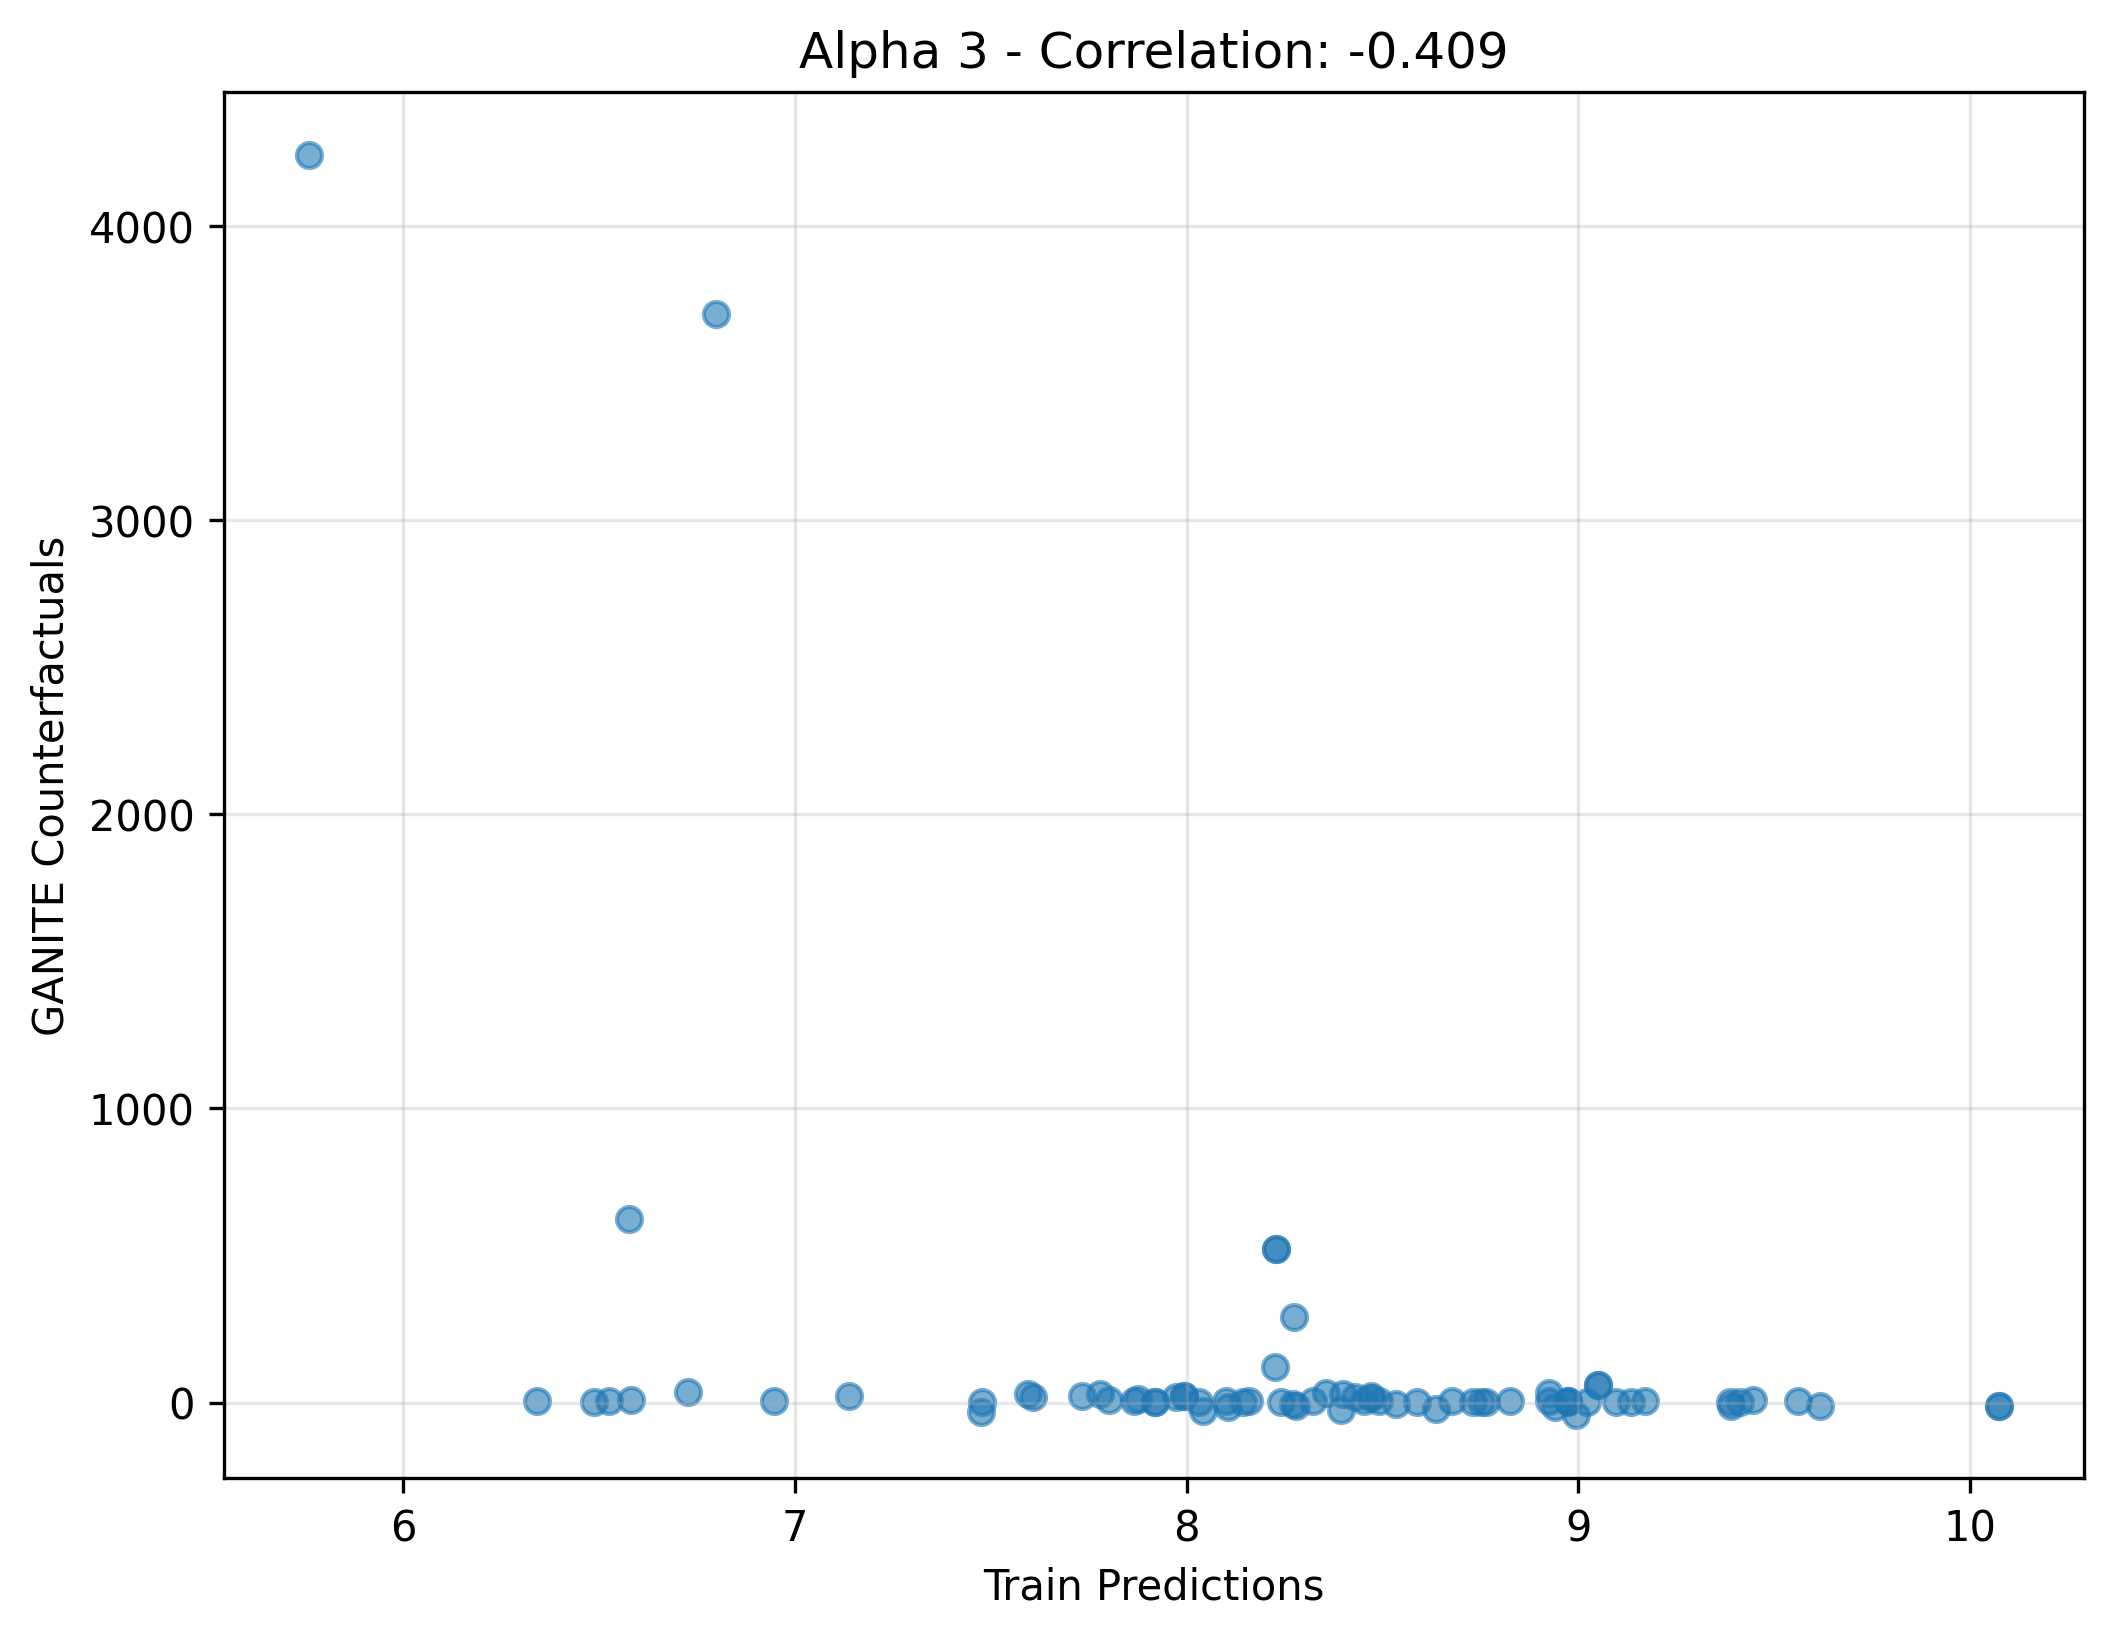 Alpha 3 - Correlation: -0.409
GANITE Counterfactuals
4000
3000
2000
1000
0
6 7 8 9 10
Train Predictions